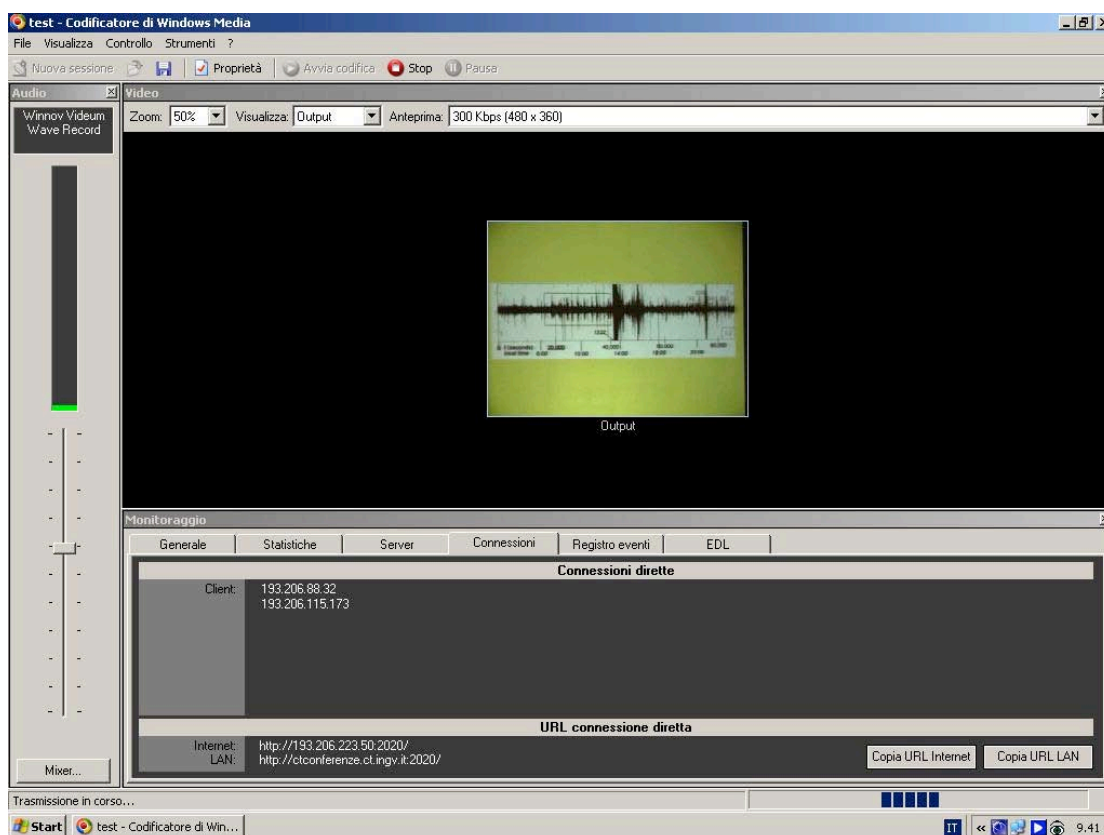 test - Codificatore di Windows Media
File Visualizza Controllo Strumenti ?
Nuova sessione Proprietà Avvia codifica Stop Pausa
Audio
Winnov Videum
Wave Record
Mixer...
Video
Zoom: 50% Visualizza: Output Anteprima: 300 Kbps (480 x 360)
Output
Monitoraggio
Generale Statistiche Server Connessioni Registro eventi EDL
Connessioni dirette
Client: 193.206.88.32
193.206.115.173
URL connessione diretta
Internet: http://193.206.223.50:2020/
LAN: http://ctconferenze.ct.ingv.it:2020/
Copia URL Internet Copia URL LAN
Trasmissione in corso...
Start test - Codificatore di Win... IT « 9.41